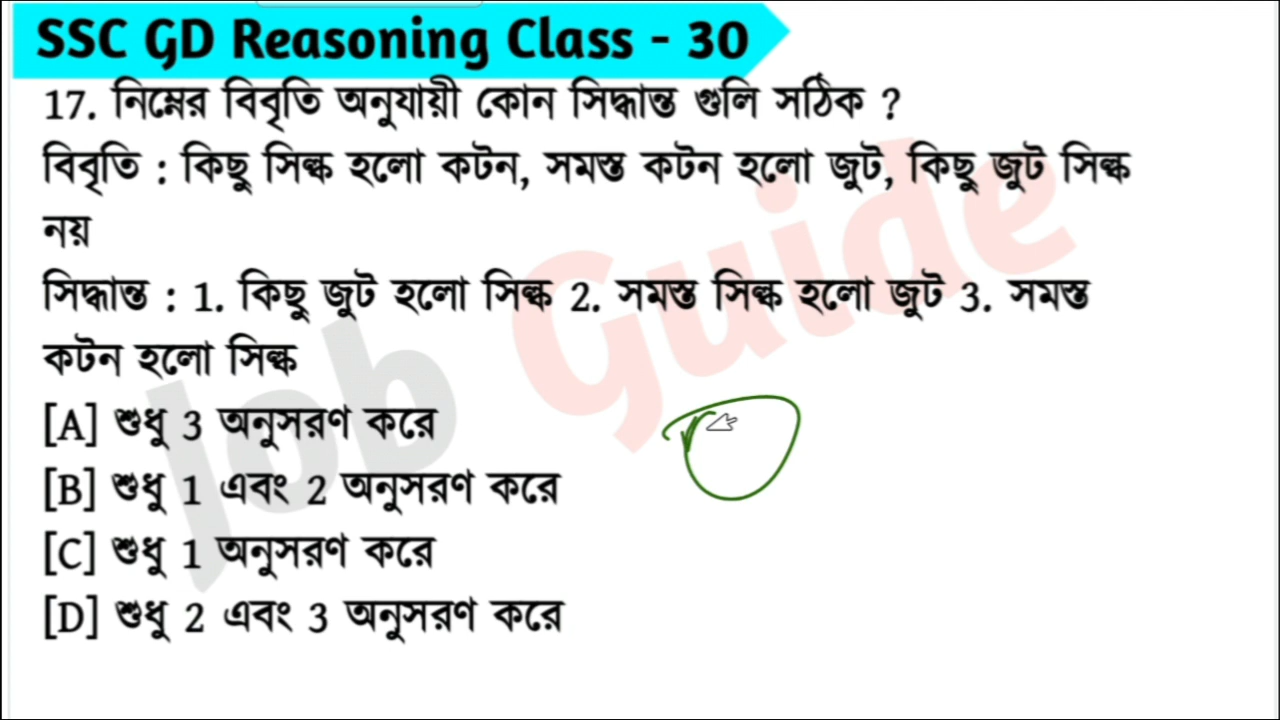 SSC GD Reasoning Class - 30
17. নিম্নের বিবৃতি অনুযায়ী কোন সিদ্ধান্ত গুলি সঠিক ?
বিবৃতি : কিছু সিল্ক হলো কটন, সমস্ত কটন হলো জুট, কিছু জুট সিল্ক
নয়
সিদ্ধান্ত : 1. কিছু জুট হলো সিল্ক 2. সমস্ত সিল্ক হলো জুট 3. সমস্ত
কটন হলো সিল্ক
[A] শুধু 3 অনুসরণ করে
[B] শুধু 1 এবং 2 অনুসরণ করে
[C] শুধু 1 অনুসরণ করে
[D] শুধু 2 এবং 3 অনুসরণ করে
Job Guide